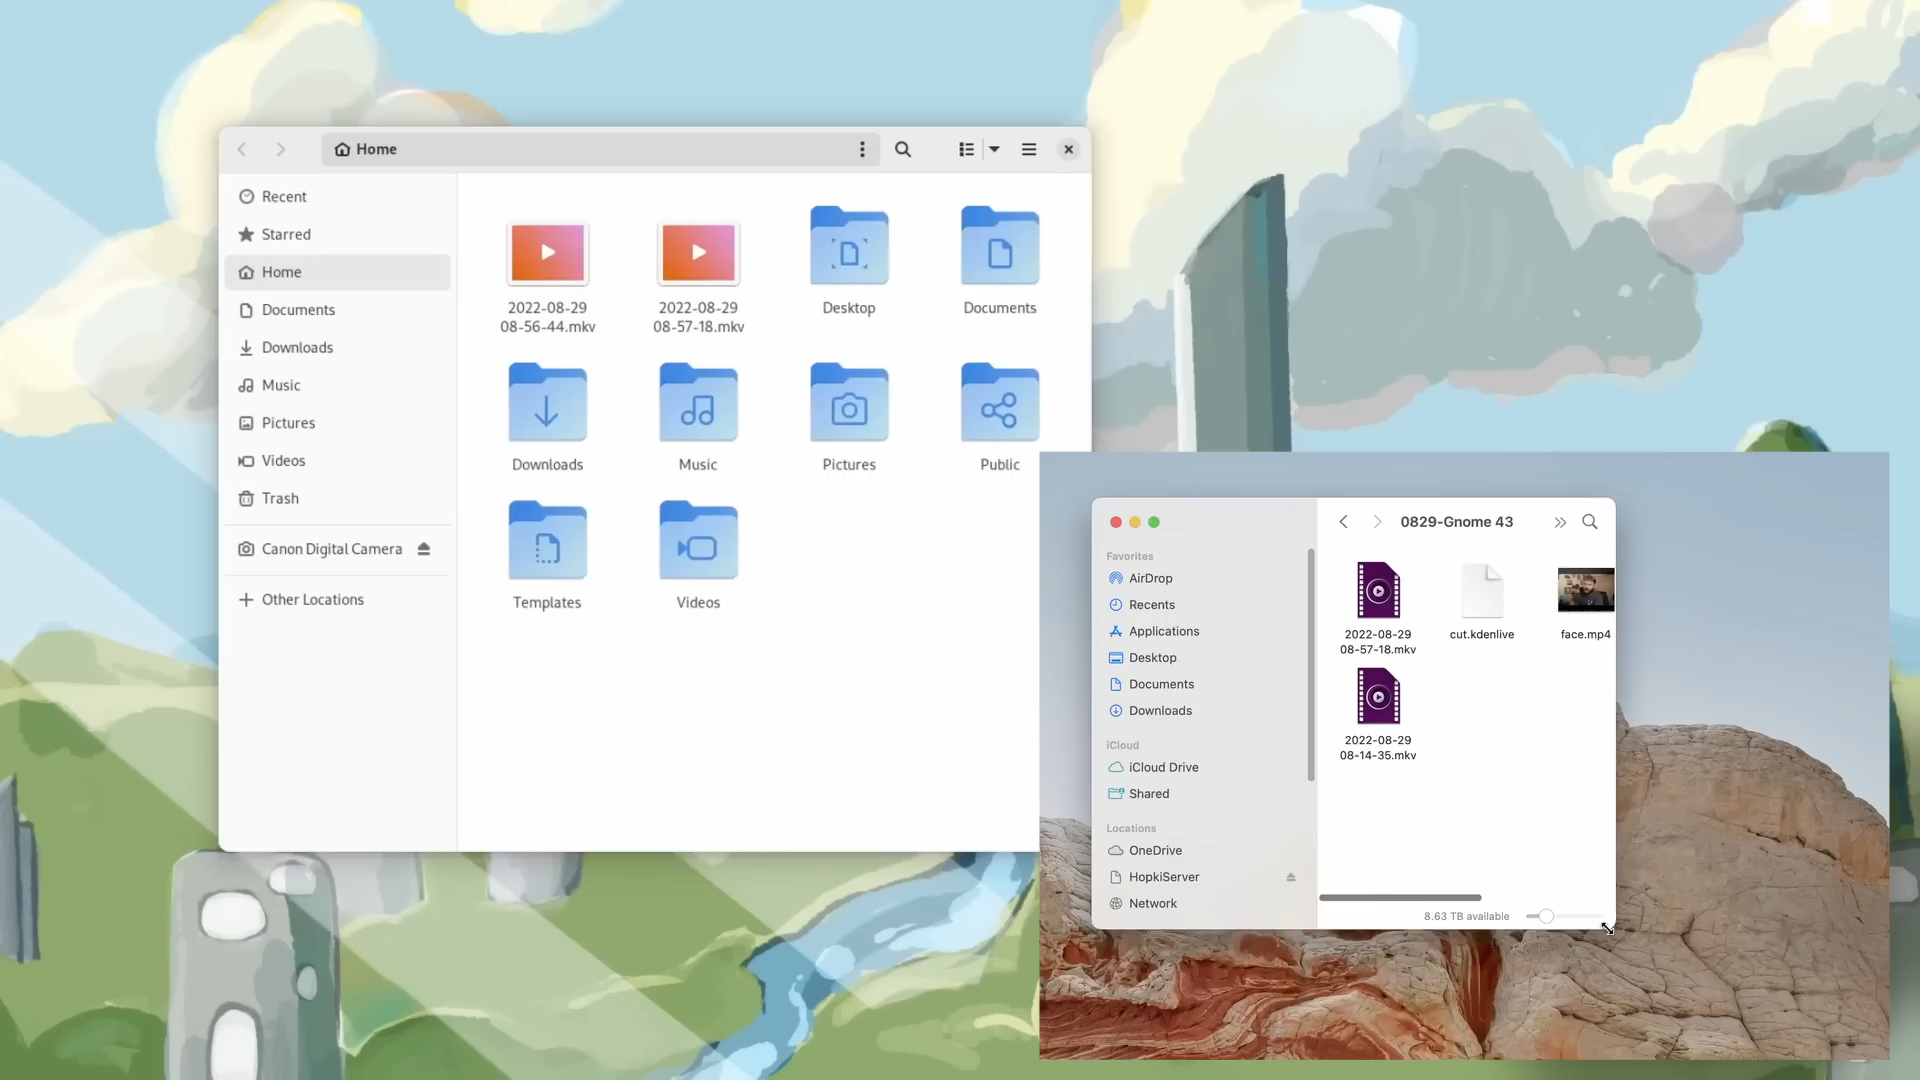 Home
Recent
Starred
Home
Documents
Downloads
Music
Pictures
Videos
Trash
Canon Digital Camera
Other Locations
2022-08-29
08-56-44.mkv
2022-08-29
08-57-18.mkv
Desktop
Documents
Downloads
Music
Pictures
Public
Templates
Videos
0829-Gnome 43
Favorites
AirDrop
Recents
Applications
Desktop
Documents
Downloads
iCloud
iCloud Drive
Shared
Locations
OneDrive
HopkiServer
Network
2022-08-29
08-57-18.mkv
cut.kdenlive
face.mp4
2022-08-29
08-14-35.mkv
8.63 TB available